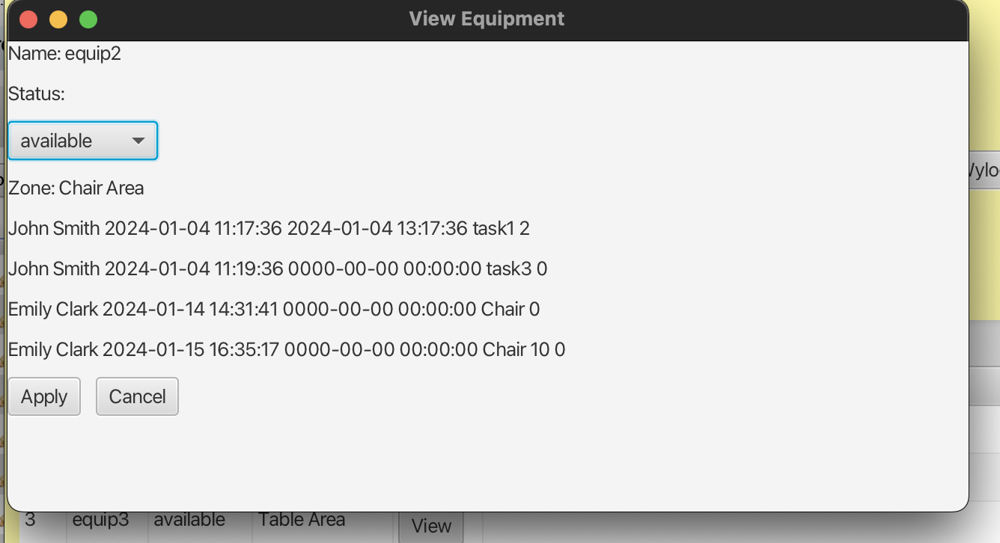 View Equipment
Name: equip2
Status:
available
Zone: Chair Area
John Smith 2024-01-04 11:17:36 2024-01-04 13:17:36 task1 2
John Smith 2024-01-04 11:19:36 0000-00-00 00:00:00 task3 0
Emily Clark 2024-01-14 14:31:41 0000-00-00 00:00:00 Chair 0
Emily Clark 2024-01-15 16:35:17 0000-00-00 00:00:00 Chair 10 0
Apply Cancel
3 equip3 available Table Area View